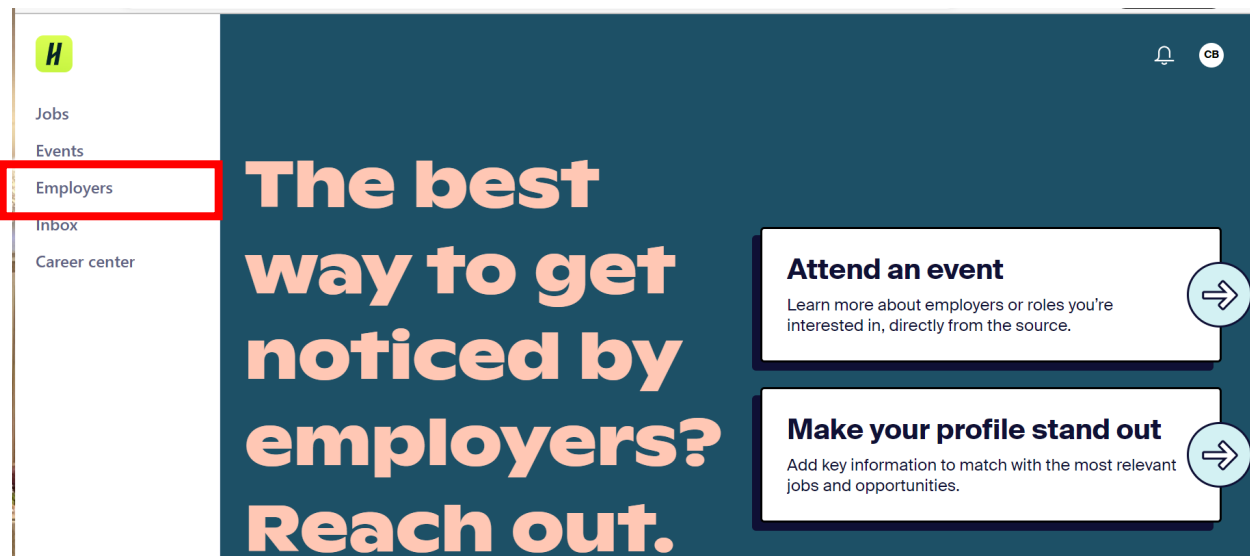 H
CB
Jobs
Events
Employers
Inbox
Career center
The best
way to get
noticed by
employers?
Reach out.
Attend an event
Learn more about employers or roles you’re
interested in, directly from the source.
Make your profile stand out
Add key information to match with the most relevant
jobs and opportunities.